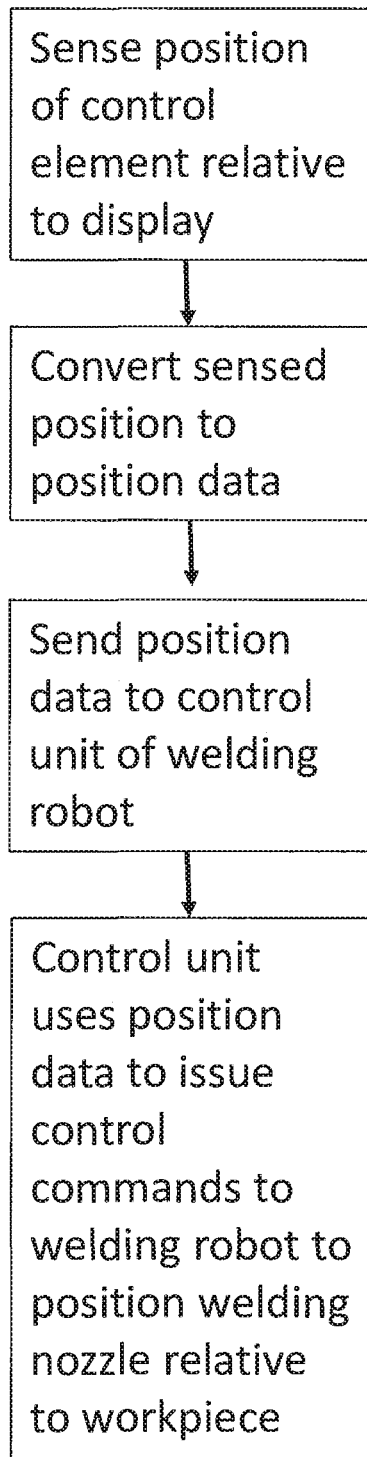 Sense position
of control
element relative
to display
Convert sensed
position to
position data
Send position
data to control
unit of welding
robot
Control unit
uses position
data to issue
control
commands to
welding robot to
position welding
nozzle relative
to workpiece